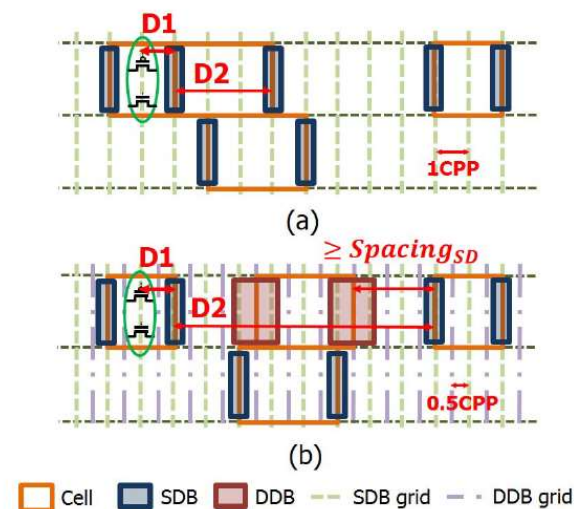 D1
D2
1CPP
(a)
≥ Spacing_SD
D1
D2
0.5CPP
(b)
Cell SDB DDB SDB grid DDB grid